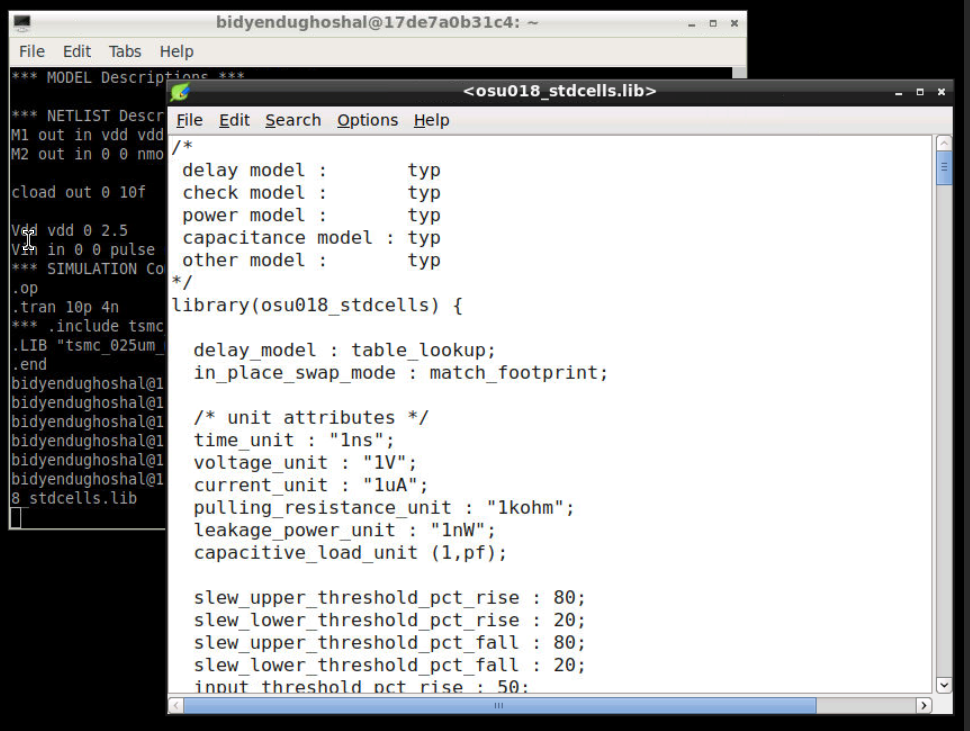 bidyendughoshal@17de7a0b31c4: ~
File Edit Tabs Help
*** MODEL Descriptions ***
*** NETLIST Descr
M1 out in vdd vdd
M2 out in 0 0 nmo
cload out 0 10f
Vdd vdd 0 2.5
Vin in 0 0 pulse
*** SIMULATION Co
.op
.tran 10p 4n
*** .include tsmc
.LIB "tsmc_025um_
.end
bidyendughoshal@1
bidyendughoshal@1
bidyendughoshal@1
bidyendughoshal@1
bidyendughoshal@1
bidyendughoshal@1
8_stdcells.lib
<osu018_stdcells.lib>
File Edit Search Options Help
/*
delay model : typ
check model : typ
power model : typ
capacitance model : typ
other model : typ
*/
library(osu018_stdcells) {
delay_model : table_lookup;
in_place_swap_mode : match_footprint;
/* unit attributes */
time_unit : "1ns";
voltage_unit : "1V";
current_unit : "1uA";
pulling_resistance_unit : "1kohm";
leakage_power_unit : "1nW";
capacitive_load_unit (1,pf);
slew_upper_threshold_pct_rise : 80;
slew_lower_threshold_pct_rise : 20;
slew_upper_threshold_pct_fall : 80;
slew_lower_threshold_pct_fall : 20;
input_threshold_pct_rise : 50;